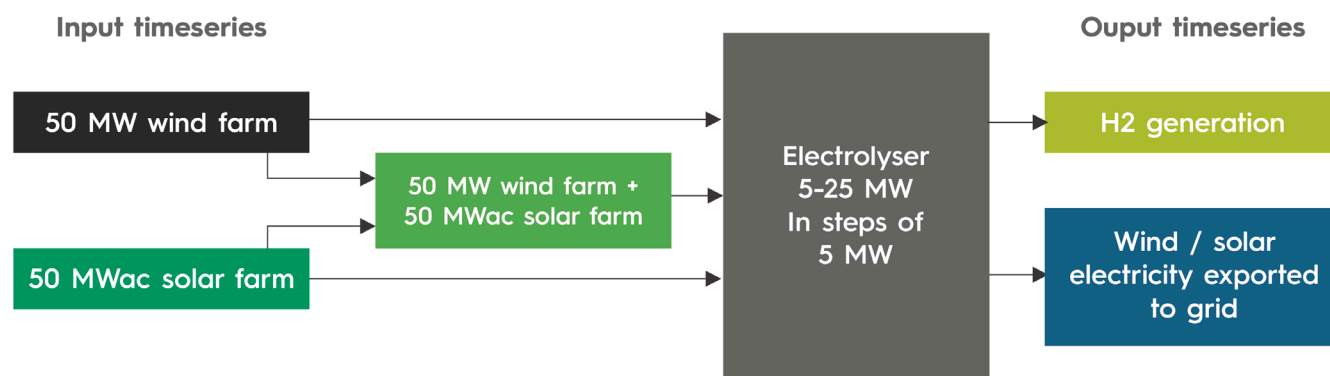 Input timeseries
Ouput timeseries
50 MW wind farm
H2 generation
50 MW wind farm +
50 MWac solar farm
Electrolyser
5-25 MW
In steps of
5 MW
50 MWac solar farm
Wind / solar
electricity exported
to grid